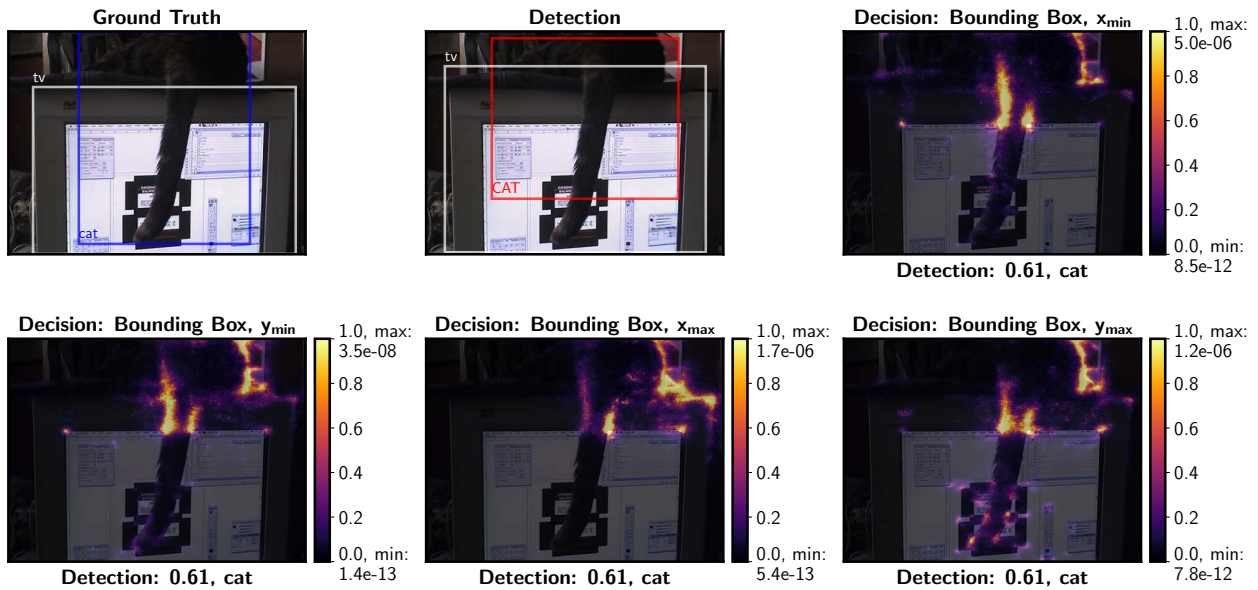 Ground Truth
tv
cat
Detection
tv
CAT
Decision: Bounding Box, x_min
1.0, max:
5.0e-06
0.8
0.6
0.4
0.2
0.0, min:
8.5e-12
Detection: 0.61, cat
Decision: Bounding Box, y_min
1.0, max:
3.5e-08
0.8
0.6
0.4
0.2
0.0, min:
1.4e-13
Detection: 0.61, cat
Decision: Bounding Box, x_max
1.0, max:
1.7e-06
0.8
0.6
0.4
0.2
0.0, min:
5.4e-13
Detection: 0.61, cat
Decision: Bounding Box, y_max
1.0, max:
1.2e-06
0.8
0.6
0.4
0.2
0.0, min:
7.8e-12
Detection: 0.61, cat